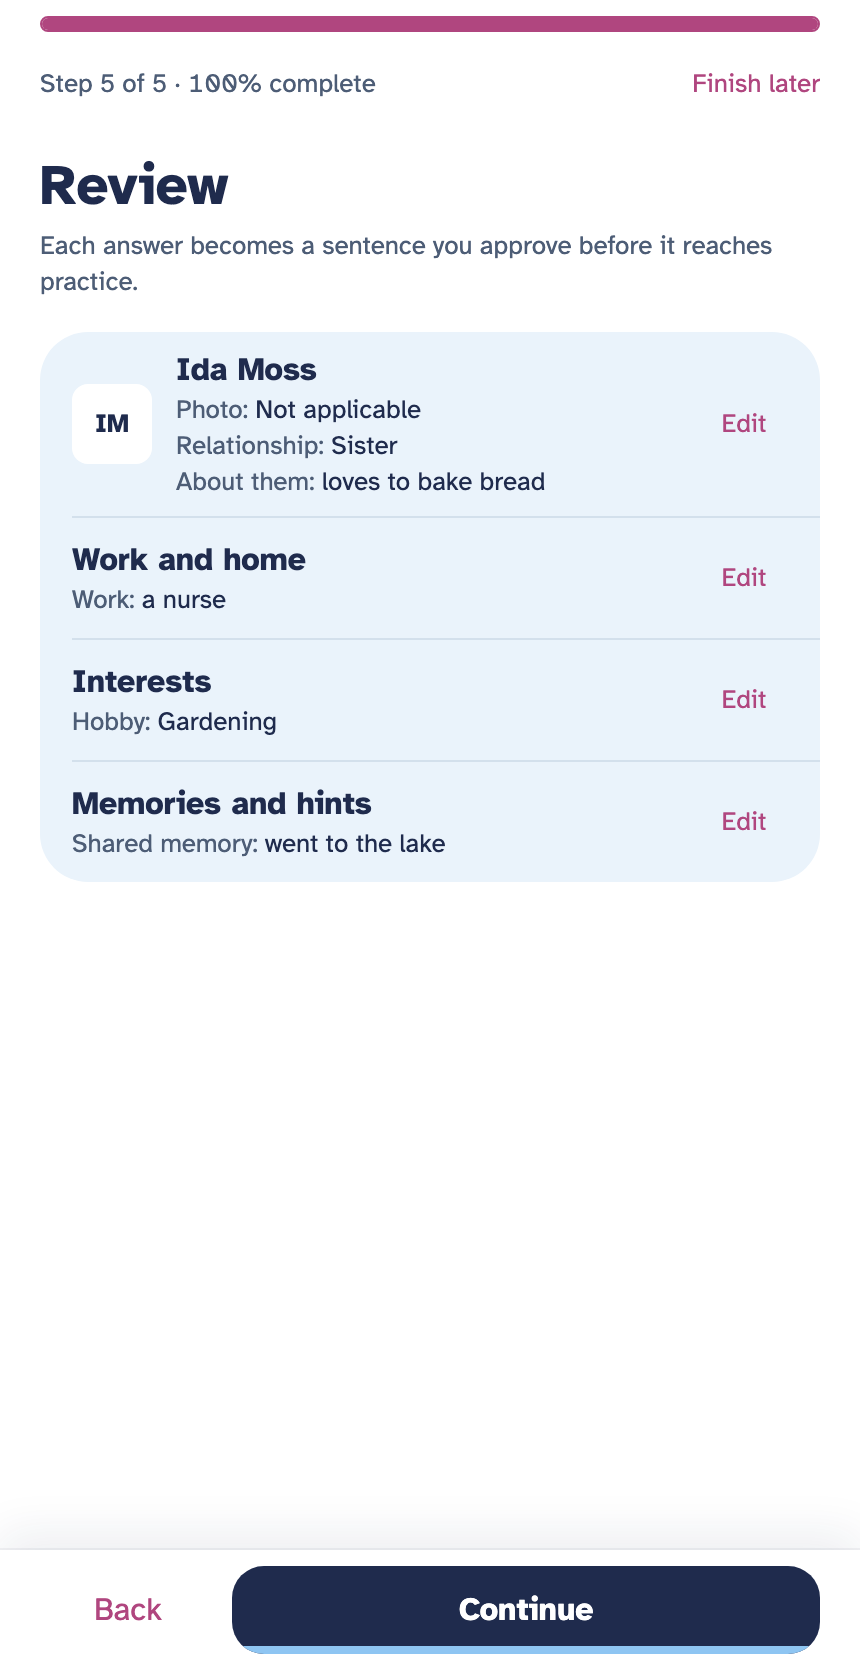 Step 5 of 5 · 100% complete
Finish later
Review
Each answer becomes a sentence you approve before it reaches
practice.
IM
Ida Moss
Photo: Not applicable
Relationship: Sister
About them: loves to bake bread
Edit
Work and home
Work: a nurse
Edit
Interests
Hobby: Gardening
Edit
Memories and hints
Shared memory: went to the lake
Edit
Back
Continue